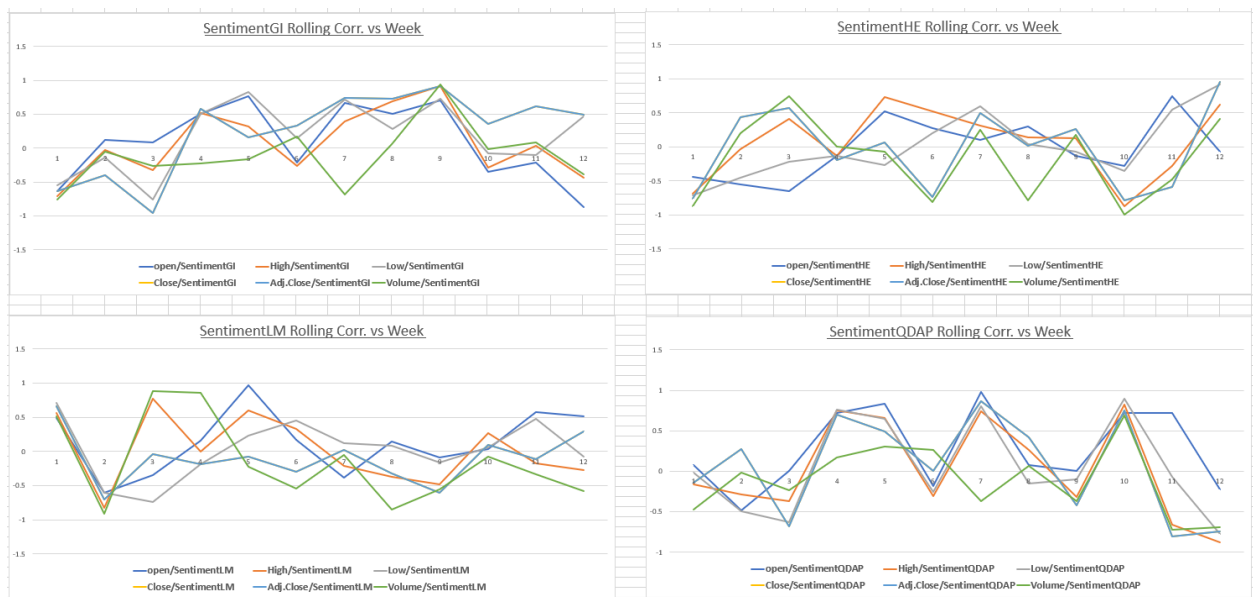 SentimentGI Rolling Corr. vs Week
1.5
1
0.5
0
-0.5
-1
-1.5
1 2 3 4 5 6 7 8 9 10 11 12
open/SentimentGI High/SentimentGI Low/SentimentGI
Close/SentimentGI Adj.Close/SentimentGI Volume/SentimentGI
SentimentHE Rolling Corr. vs Week
1.5
1
0.5
0
-0.5
-1
-1.5
1 2 3 4 5 6 7 8 9 10 11 12
open/SentimentHE High/SentimentHE Low/SentimentHE
Close/SentimentHE Adj.Close/SentimentHE Volume/SentimentHE
SentimentLM Rolling Corr. vs Week
1.5
1
0.5
0
-0.5
-1
-1.5
1 2 3 4 5 6 7 8 9 10 11 12
open/SentimentLM High/SentimentLM Low/SentimentLM
Close/SentimentLM Adj.Close/SentimentLM Volume/SentimentLM
SentimentQDAP Rolling Corr. vs Week
1.5
1
0.5
0
-0.5
-1
1 2 3 4 5 6 7 8 9 10 11 12
open/SentimentQDAP High/SentimentQDAP Low/SentimentQDAP
Close/SentimentQDAP Adj.Close/SentimentQDAP Volume/SentimentQDAP